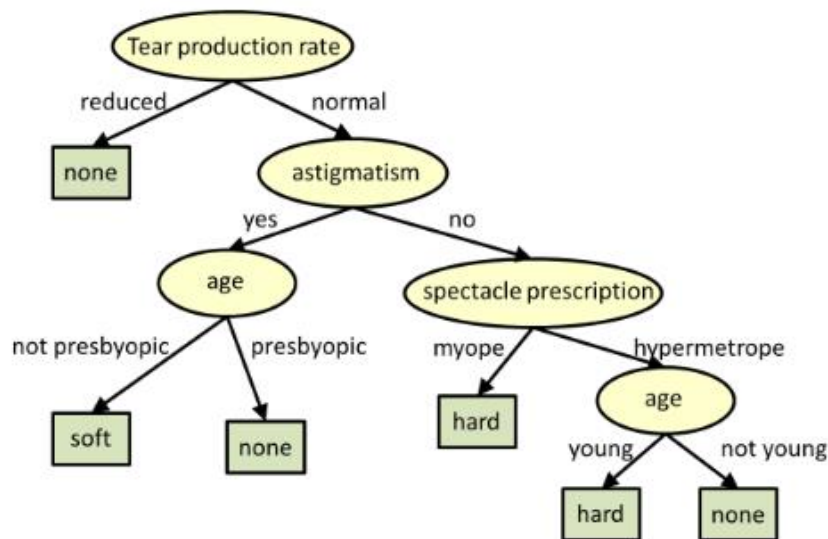 Tear production rate
reduced
normal
none
astigmatism
yes
no
age
spectacle prescription
not presbyopic
presbyopic
myope
hypermetrope
soft
none
hard
age
young
not young
hard
none